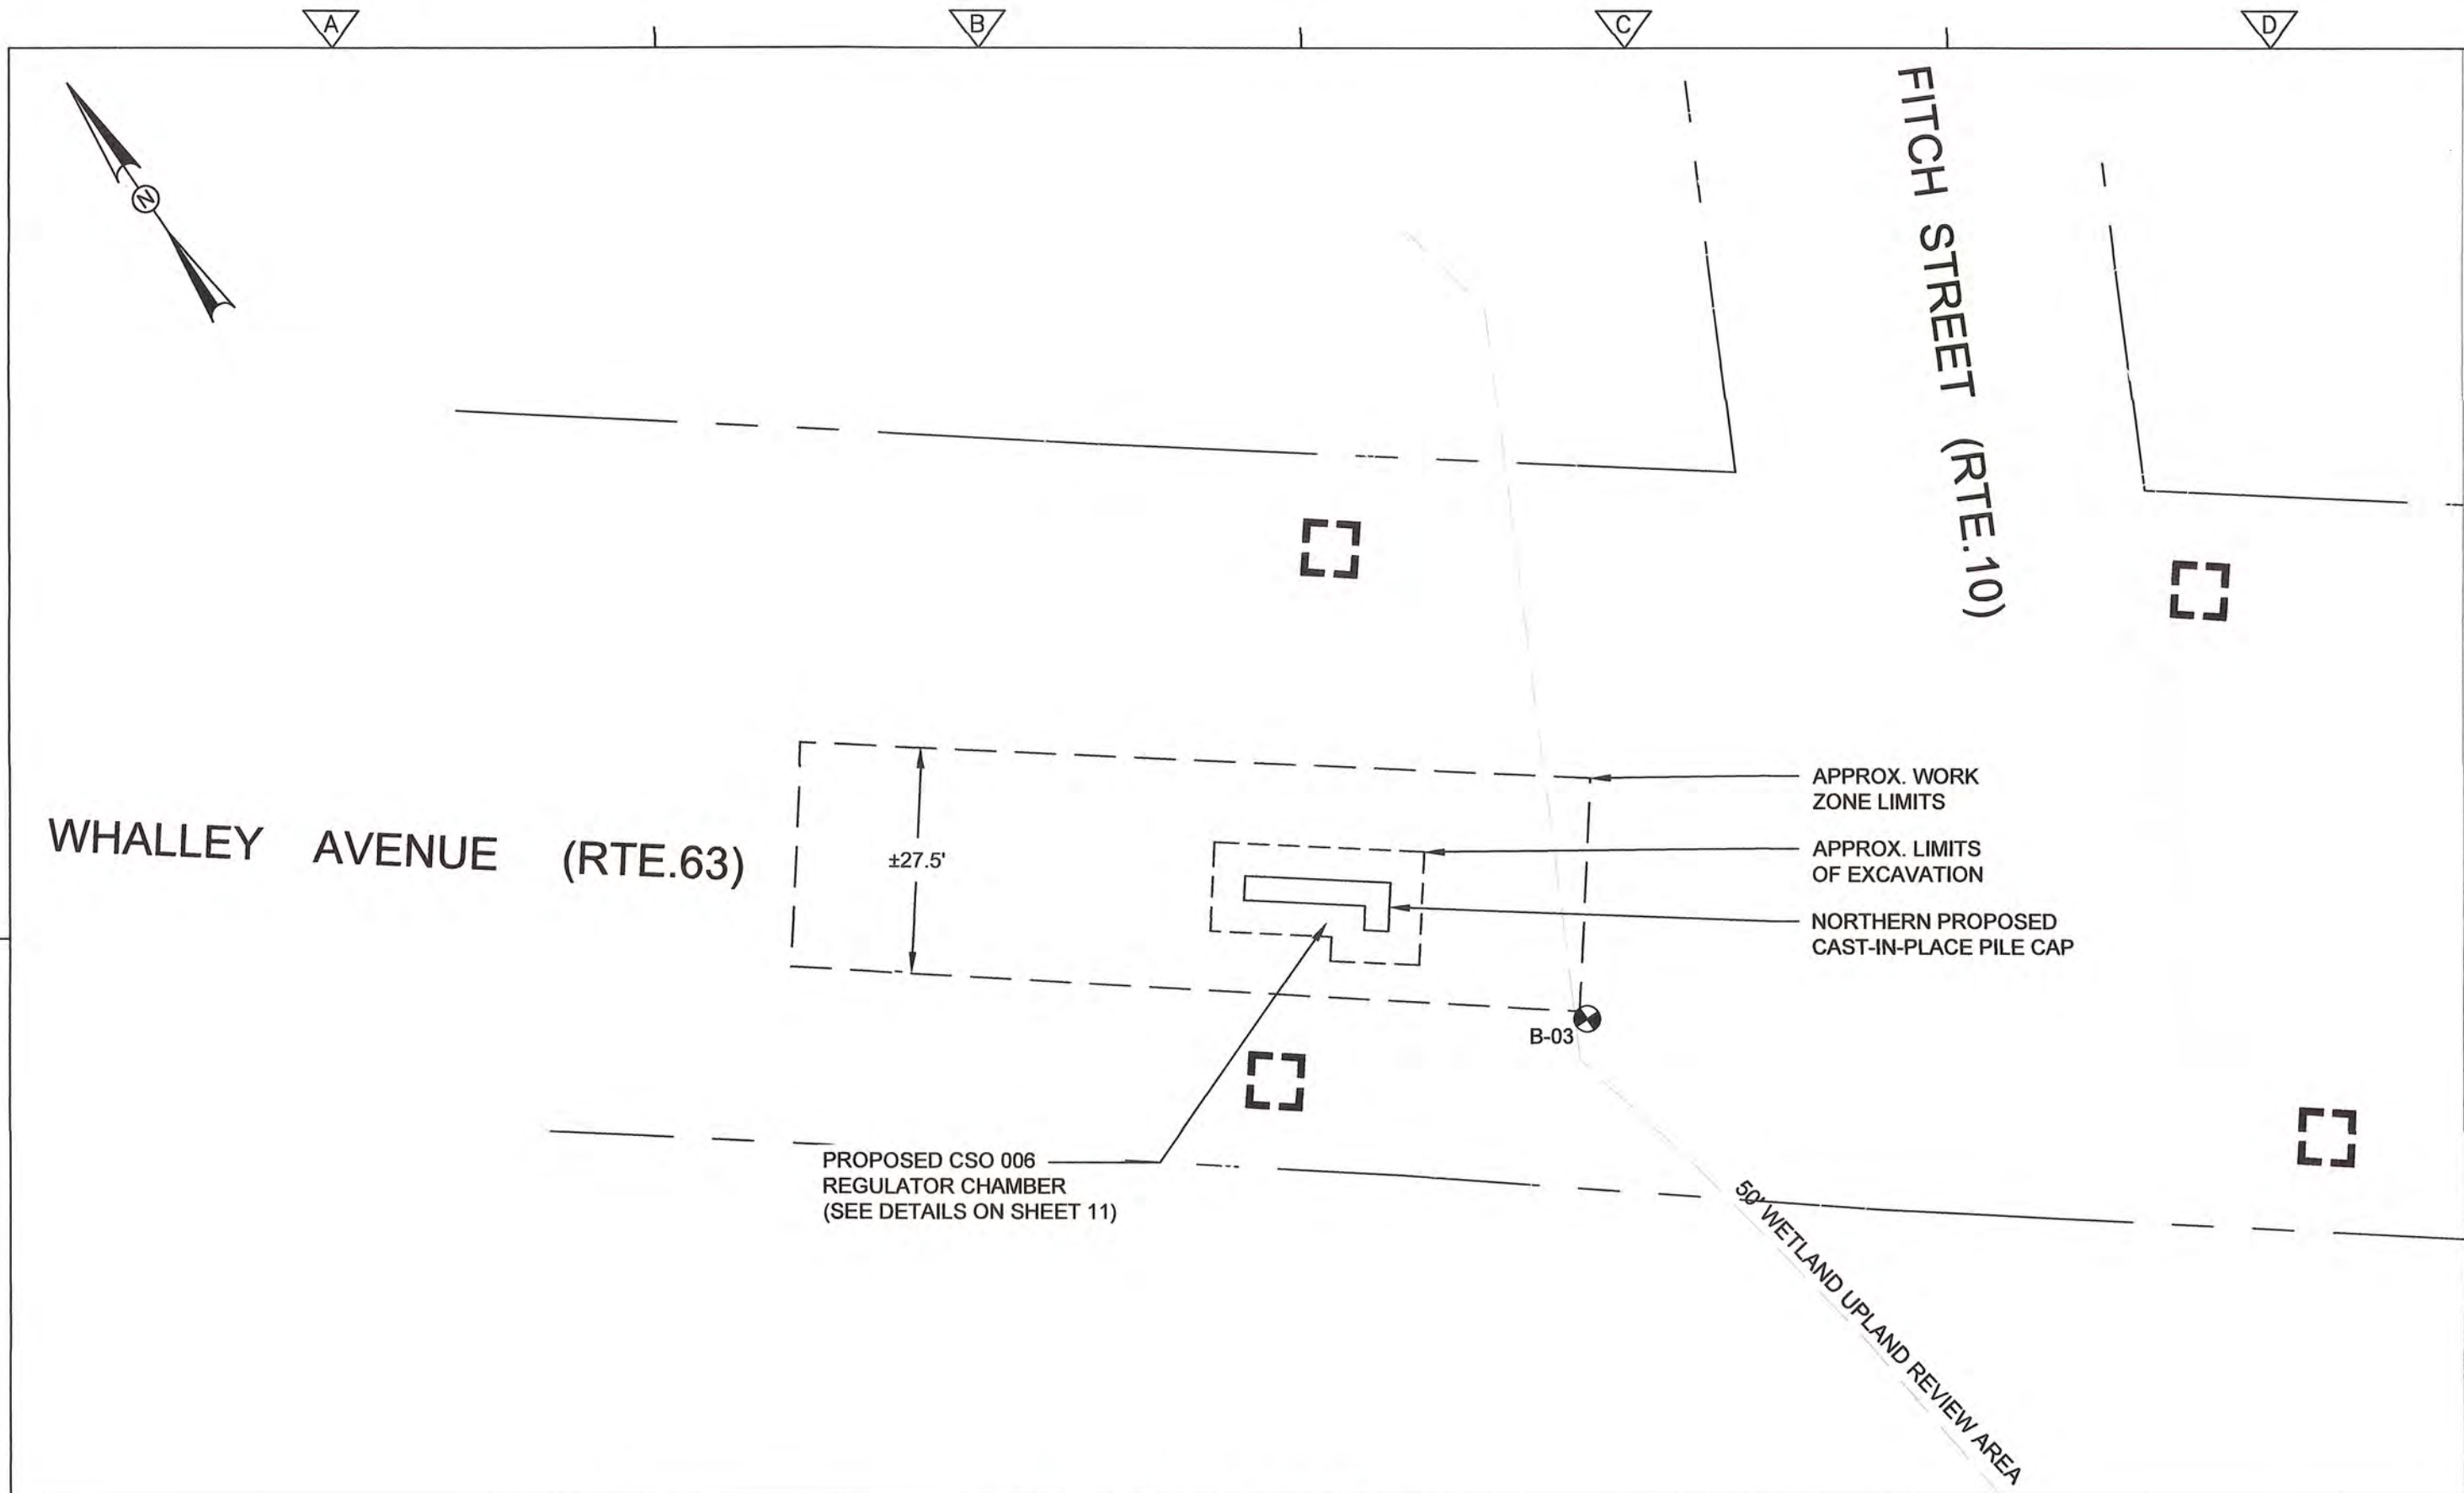 A
B
C
D
N
FITCH STREET (RTE.10)
WHALLEY AVENUE (RTE.63)
±27.5'
APPROX. WORK
ZONE LIMITS
APPROX. LIMITS
OF EXCAVATION
NORTHERN PROPOSED
CAST-IN-PLACE PILE CAP
B-03
PROPOSED CSO 006
REGULATOR CHAMBER
(SEE DETAILS ON SHEET 11)
50' WETLAND UPLAND REVIEW AREA